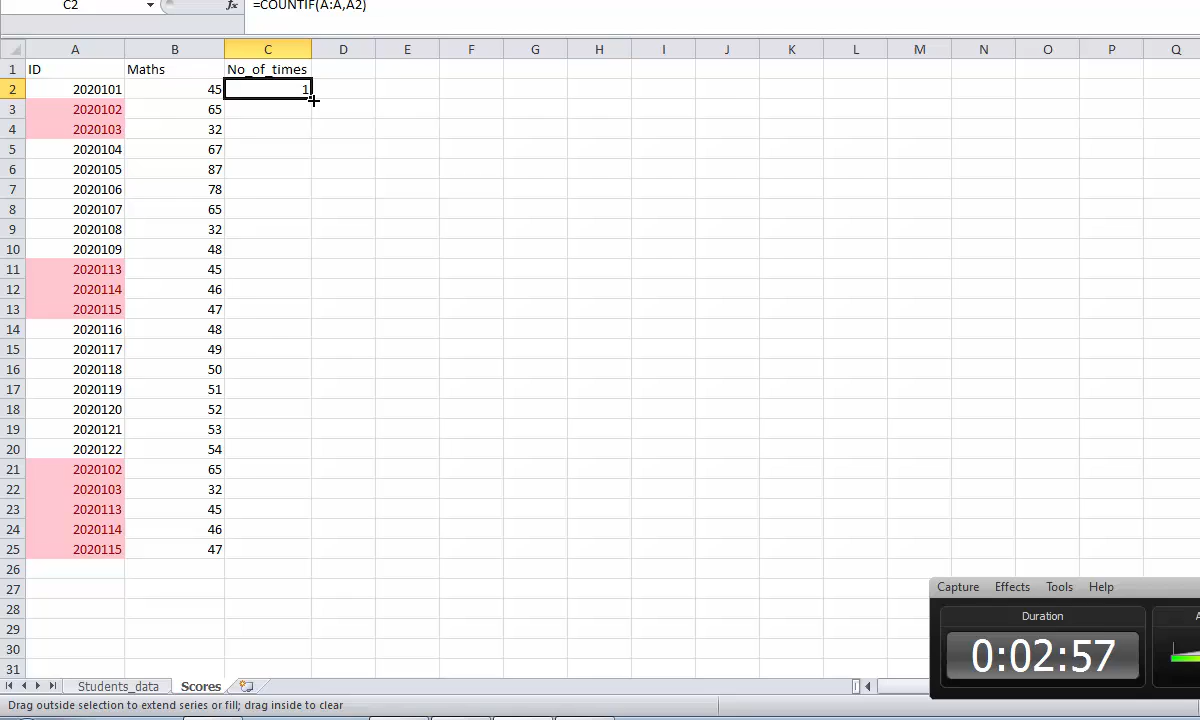 C2 fx =COUNTIF(A:A,A2)
A B C D E F G H I J K L M N O P Q
1 ID Maths No_of_times
2 2020101 45 1
3 2020102 65
4 2020103 32
5 2020104 67
6 2020105 87
7 2020106 78
8 2020107 65
9 2020108 32
10 2020109 48
11 2020113 45
12 2020114 46
13 2020115 47
14 2020116 48
15 2020117 49
16 2020118 50
17 2020119 51
18 2020120 52
19 2020121 53
20 2020122 54
21 2020102 65
22 2020103 32
23 2020113 45
24 2020114 46
25 2020115 47
26
27
28
29
30
31
Capture Effects Tools Help
Duration A
0:02:57
Students_data Scores
Drag outside selection to extend series or fill; drag inside to clear